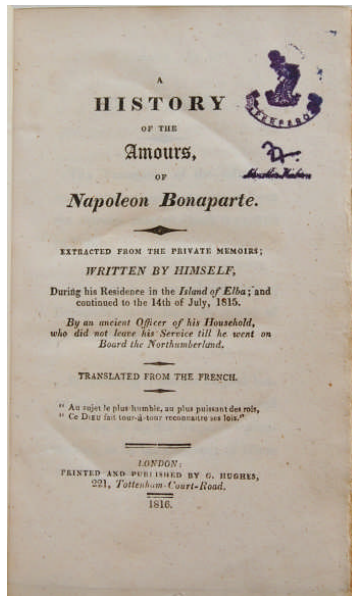 A
HISTORY
OF THE
Amours,
OF
Napoleon Bonaparte.
EXTRACTED FROM THE PRIVATE MEMOIRS;
WRITTEN BY HIMSELF,
During his Residence in the Island of Elba; and
continued to the 14th of July, 1815.
By an ancient Officer of his Household,
who did not leave his Service till he went on
Board the Northumberland.
TRANSLATED FROM THE FRENCH.
"Au sujet le plus humble, au plus puissant des rois,
"Ce DIEU fait tour-à-tour reconnaitre ses lois."
LONDON:
PRINTED AND PUBLISHED BY G. HUGHES,
221, Tottenham-Court-Road.
1816.